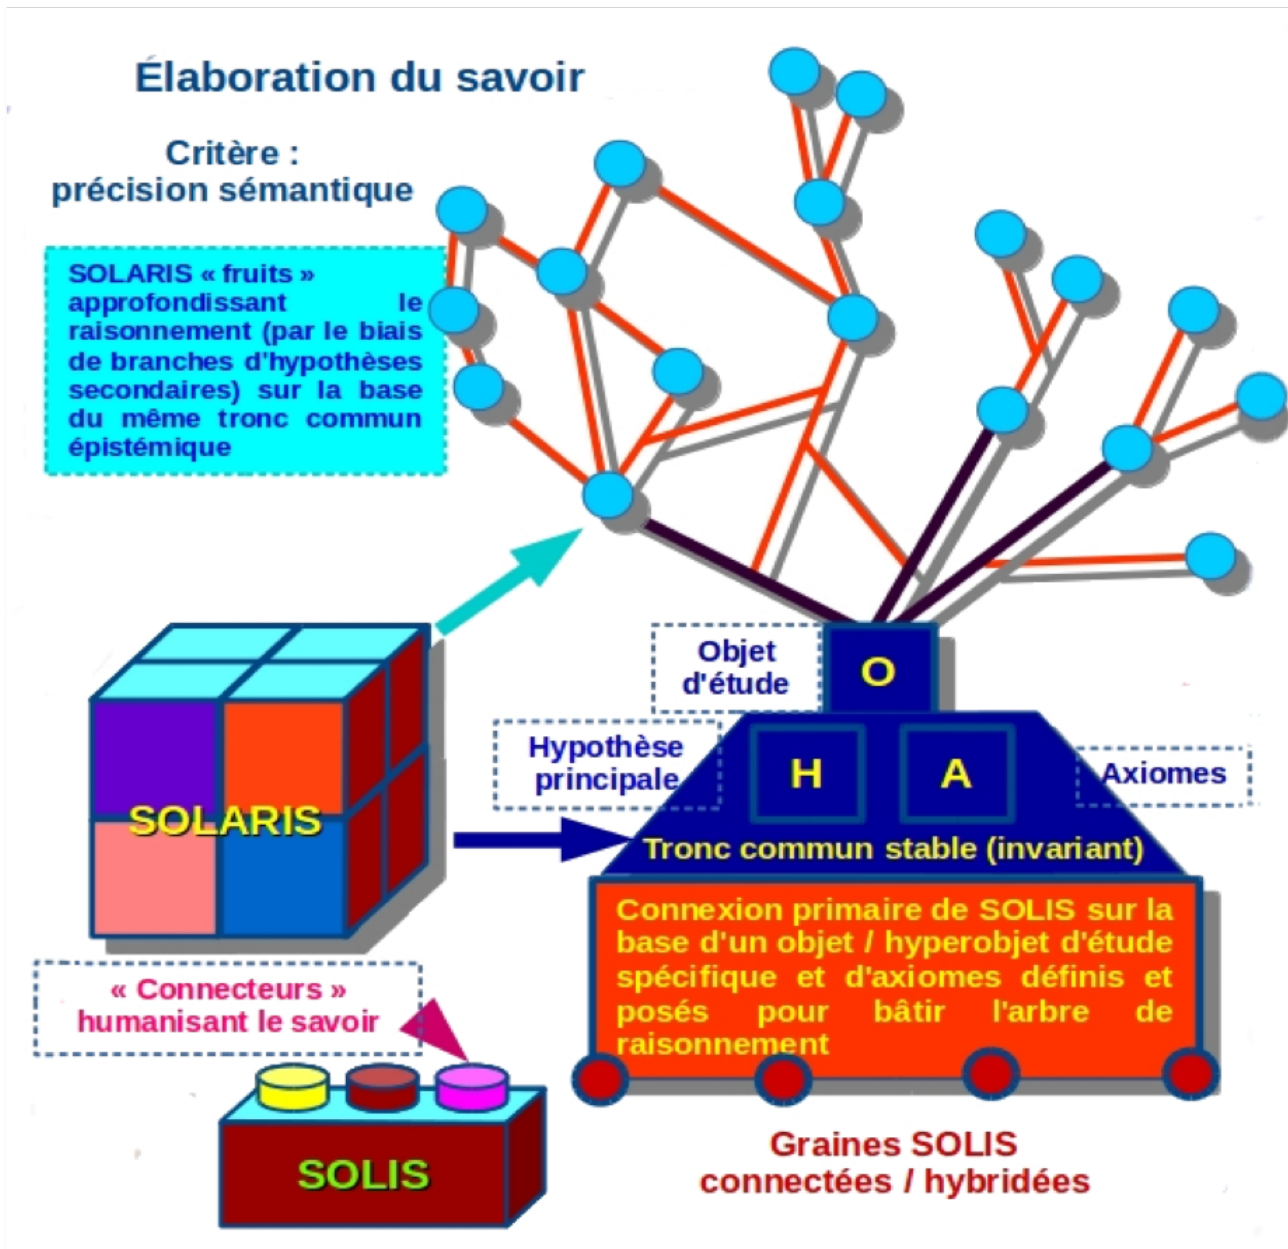 Élaboration du savoir
Critère :
précision sémantique
SOLARIS « fruits »
approfondissant le
raisonnement (par le biais
de branches d'hypothèses
secondaires) sur la base
du même tronc commun
épistémique
Objet
d'étude
O
Hypothèse
principale
H
A
Axiomes
SOLARIS
Tronc commun stable (invariant)
Connexion primaire de SOLIS sur la
base d'un objet / hyperobjet d'étude
spécifique et d'axiomes définis et
posés pour bâtir l'arbre de
raisonnement
« Connecteurs »
humanisant le savoir
SOLIS
Graines SOLIS
connectées / hybridées